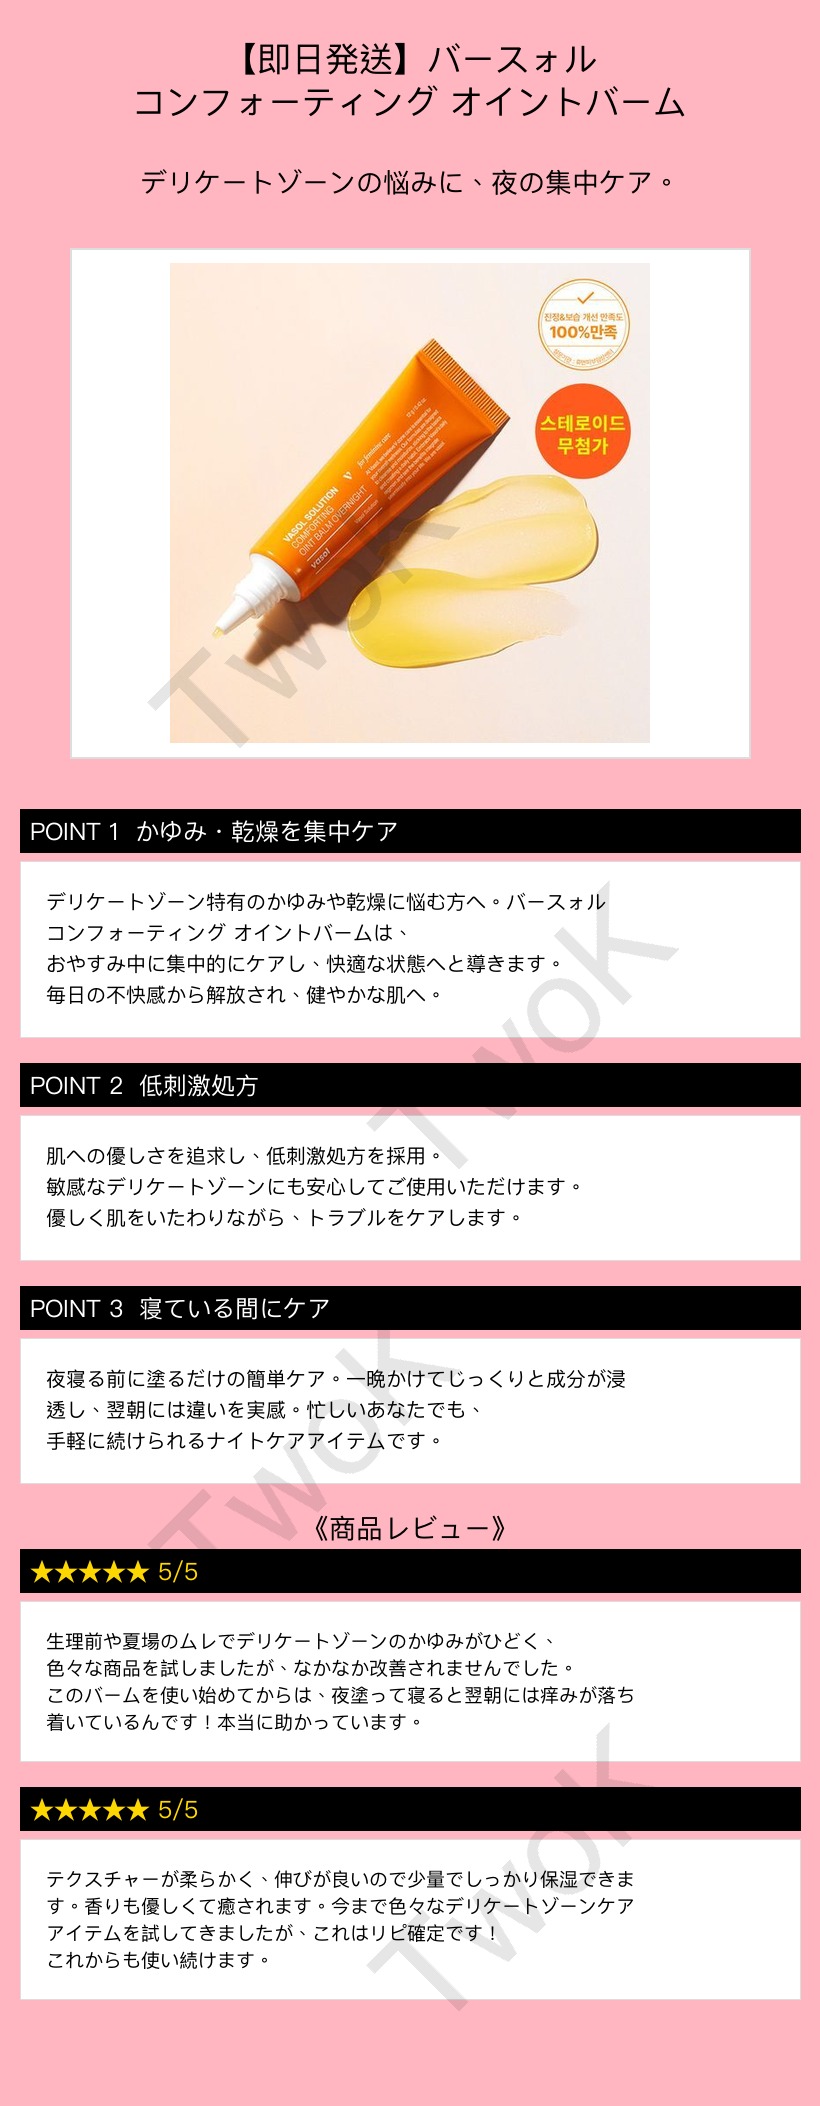 【即日発送】バースォル
コンフォーティング オイントバーム
デリケートゾーンの悩みに、夜の集中ケア。
진정&보습 개선 만족도
100%만족
스테로이드
무첨가
for feminine care
VASOL SOLUTION
COMFORTING
OINT BALM OVERNIGHT
vasol
TwoK
POINT 1 かゆみ・乾燥を集中ケア
デリケートゾーン特有のかゆみや乾燥に悩む方へ。バースォル
コンフォーティング オイントバームは、
おやすみ中に集中的にケアし、快適な状態へと導きます。
毎日の不快感から解放され、健やかな肌へ。
TwoK
POINT 2 低刺激処方
肌への優しさを追求し、低刺激処方を採用。
敏感なデリケートゾーンにも安心してご使用いただけます。
優しく肌をいたわりながら、トラブルをケアします。
POINT 3 寝ている間にケア
夜寝る前に塗るだけの簡単ケア。一晩かけてじっくりと成分が浸
透し、翌朝には違いを実感。忙しいあなたでも、
手軽に続けられるナイトケアアイテムです。
TwoK
《商品レビュー》
★★★★★ 5/5
生理前や夏場のムレでデリケートゾーンのかゆみがひどく、
色々な商品を試しましたが、なかなか改善されませんでした。
このバームを使い始めてからは、夜塗って寝ると翌朝には痒みが落ち
着いているんです！本当に助かっています。
★★★★★ 5/5
テクスチャーが柔らかく、伸びが良いので少量でしっかり保湿できま
す。香りも優しくて癒されます。今まで色々なデリケートゾーンケア
アイテムを試してきましたが、これはリピ確定です！
これからも使い続けます。
TwoK